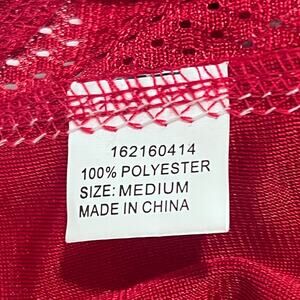 162160414
100% POLYESTER
SIZE: MEDIUM
MADE IN CHINA